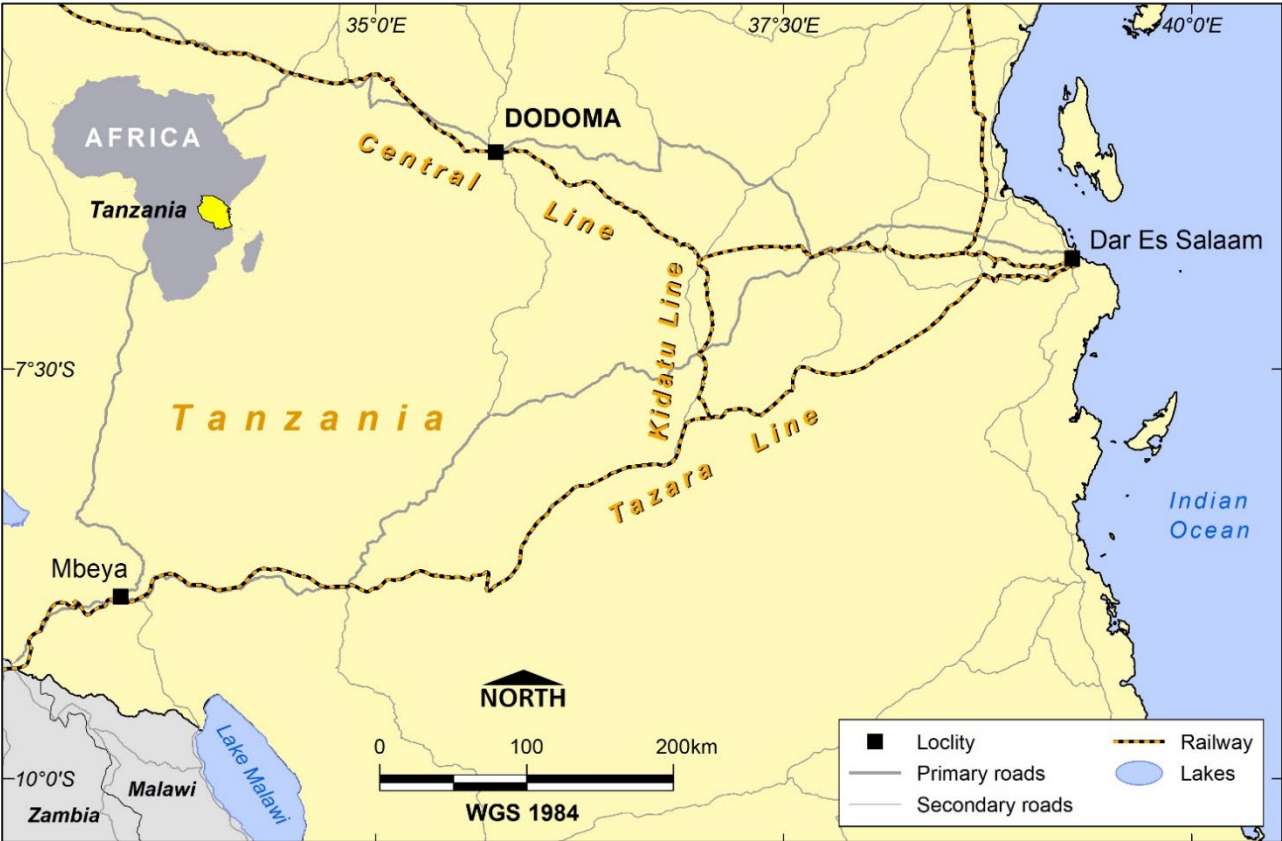 35°0'E
37°30'E
40°0'E
AFRICA
Tanzania
DODOMA
Central Line
Dar Es Salaam
Kidatu Line
7°30'S
Tanzania
Tazara Line
Indian
Ocean
Mbeya
NORTH
0 100 200km
WGS 1984
Lake Malawi
10°0'S
Malawi
Zambia
Loclity
Railway
Primary roads
Lakes
Secondary roads